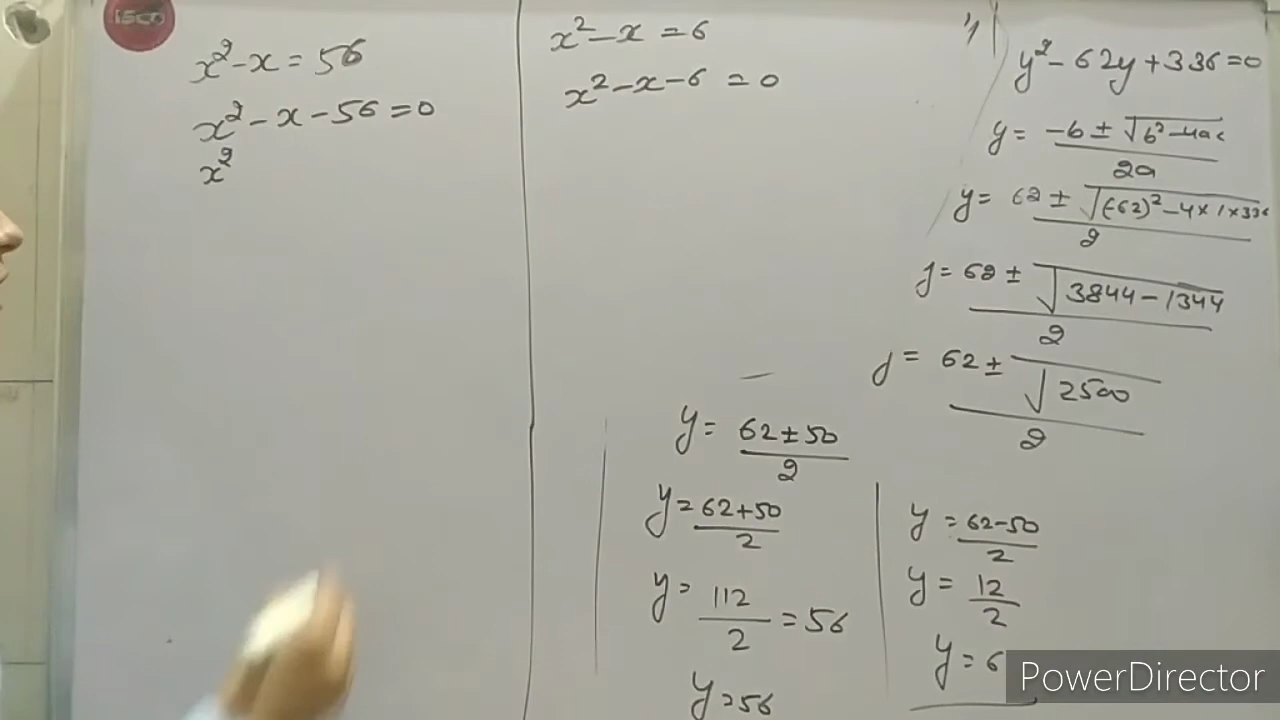 ISCO
x² - x = 56
x² - x - 56 = 0
x²
x² - x = 6
x² - x - 6 = 0
y² - 62y + 336 = 0
y = -b ± √b² - 4ac / 2a
y = 62 ± √(-62)² - 4 × 1 × 336 / 2
y = 62 ± √3844 - 1344 / 2
y = 62 ± √2500 / 2
y = 62 ± 50 / 2
y = 62 + 50 / 2
y = 112 / 2 = 56
y = 56
y = 62 - 50 / 2
y = 12 / 2
y = 6
PowerDirector